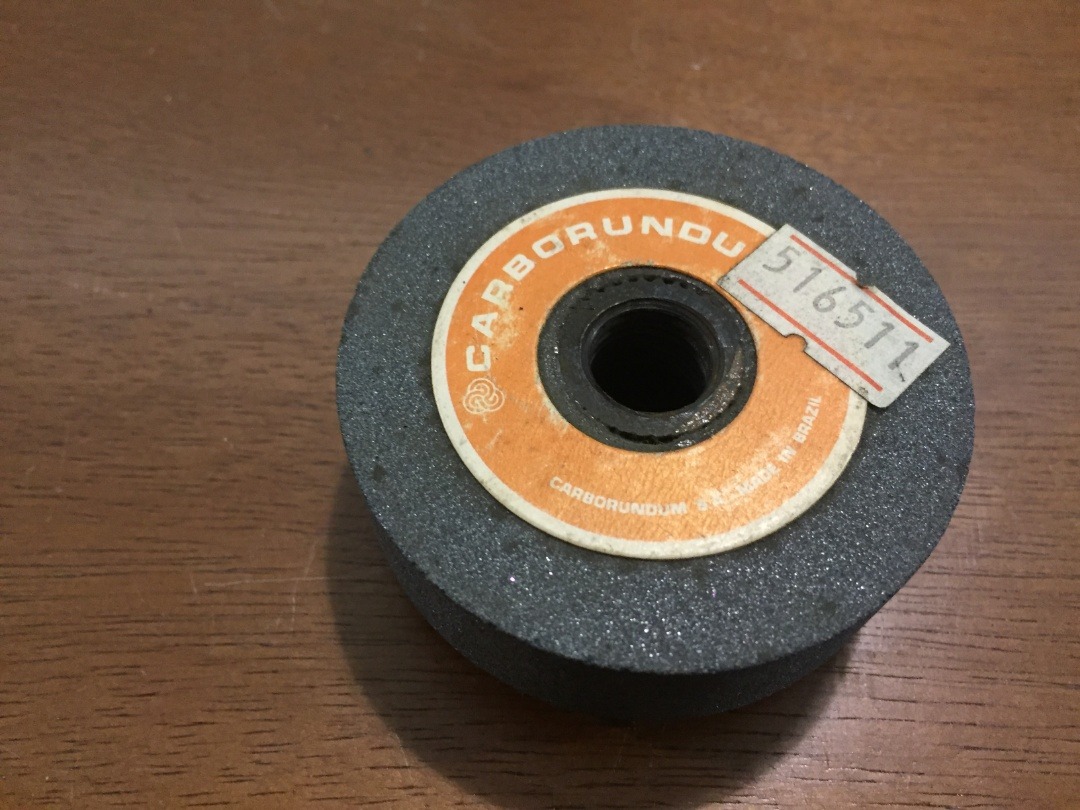 CARBORUNDU
516511
CARBORUNDUM S.A. MADE IN BRAZIL